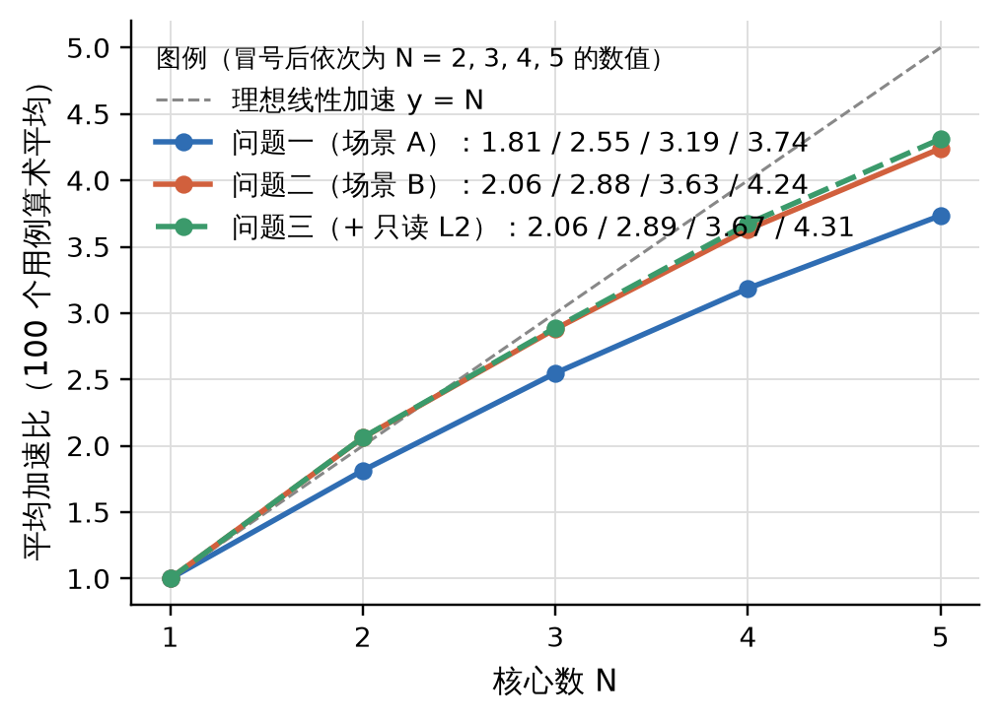 平均加速比（100 个用例算术平均）
5.0
4.5
4.0
3.5
3.0
2.5
2.0
1.5
1.0
图例（冒号后依次为 N = 2, 3, 4, 5 的数值）
理想线性加速 y = N
问题一（场景 A）：1.81 / 2.55 / 3.19 / 3.74
问题二（场景 B）：2.06 / 2.88 / 3.63 / 4.24
问题三（+ 只读 L2）：2.06 / 2.89 / 3.67 / 4.31
1 2 3 4 5
核心数 N